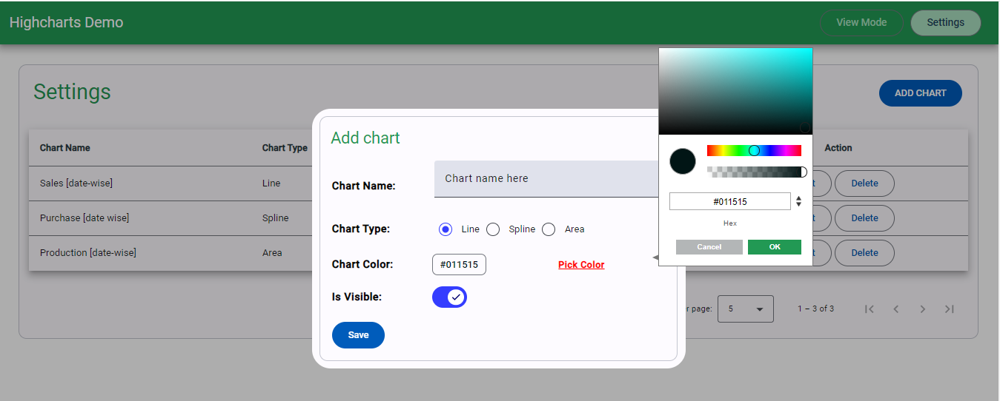 Highcharts Demo
View Mode
Settings
Settings
ADD CHART
Chart Name
Chart Type
Action
Sales [date-wise]
Line
Delete
Purchase [date wise]
Spline
Delete
Production [date-wise]
Area
Delete
page:
5
1 – 3 of 3
Add chart
Chart Name:
Chart name here
Chart Type:
Line
Spline
Area
Chart Color:
#011515
Pick Color
Is Visible:
Save
#011515
Hex
Cancel
OK